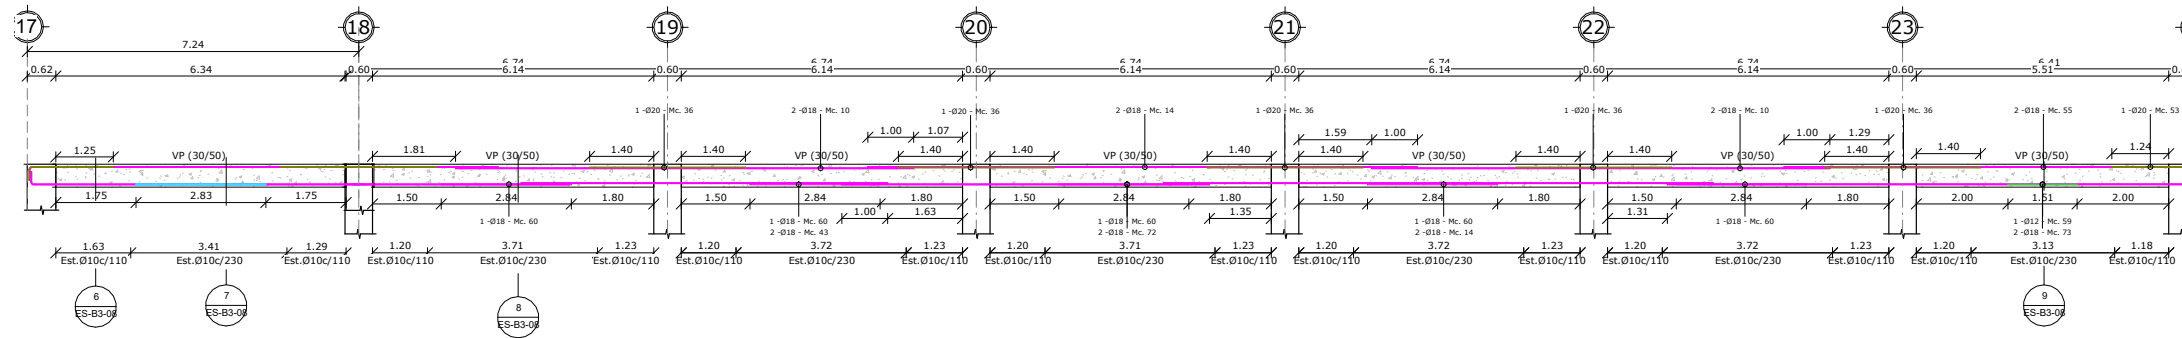 17 18 19 20 21 22 23
7.24
6.74 6.74 6.74 6.74 6.74 6.41
0.62 6.34 0.60 6.14 0.60 6.14 0.60 6.14 0.60 6.14 0.60 6.14 0.60 5.51
1 -Ø20 - Mc. 36 2 -Ø18 - Mc. 10 1 -Ø20 - Mc. 36 2 -Ø18 - Mc. 14 1 -Ø20 - Mc. 36 1 -Ø20 - Mc. 36 2 -Ø18 - Mc. 10 1 -Ø20 - Mc. 36 2 -Ø18 - Mc. 55 1 -Ø20 - Mc. 53
1.00 1.07 1.59 1.00 1.00 1.29
1.25 VP (30/50) 1.81 VP (30/50) 1.40 1.40 VP (30/50) 1.40 1.40 VP (30/50) 1.40 1.40 VP (30/50) 1.40 1.40 VP (30/50) 1.40 1.40 VP (30/50) 1.24
1.75 2.83 1.75 1.50 2.84 1.80 1.50 2.84 1.80 1.50 2.84 1.80 1.50 2.84 1.80 1.50 2.84 1.80 2.00 1.51 2.00
1.00 1.63 1.35 1.31
1 -Ø18 - Mc. 60 1 -Ø18 - Mc. 60 1 -Ø18 - Mc. 60 1 -Ø18 - Mc. 60 1 -Ø18 - Mc. 60 1 -Ø12 - Mc. 59
2 -Ø18 - Mc. 43 2 -Ø18 - Mc. 72 2 -Ø18 - Mc. 14 2 -Ø18 - Mc. 73
1.63 3.41 1.29 1.20 3.71 1.23 1.20 3.72 1.23 1.20 3.71 1.23 1.20 3.72 1.23 1.20 3.72 1.23 1.20 3.13 1.18
Est.Ø10c/110 Est.Ø10c/230 Est.Ø10c/110 Est.Ø10c/110 Est.Ø10c/230 Est.Ø10c/110 Est.Ø10c/110 Est.Ø10c/230 Est.Ø10c/110 Est.Ø10c/110 Est.Ø10c/230 Est.Ø10c/110 Est.Ø10c/110 Est.Ø10c/230 Est.Ø10c/110 Est.Ø10c/110 Est.Ø10c/230 Est.Ø10c/110 Est.Ø10c/110 Est.Ø10c/230 Est.Ø10c/110
6 7 8 9
ES-B3-08 ES-B3-08 ES-B3-08 ES-B3-08